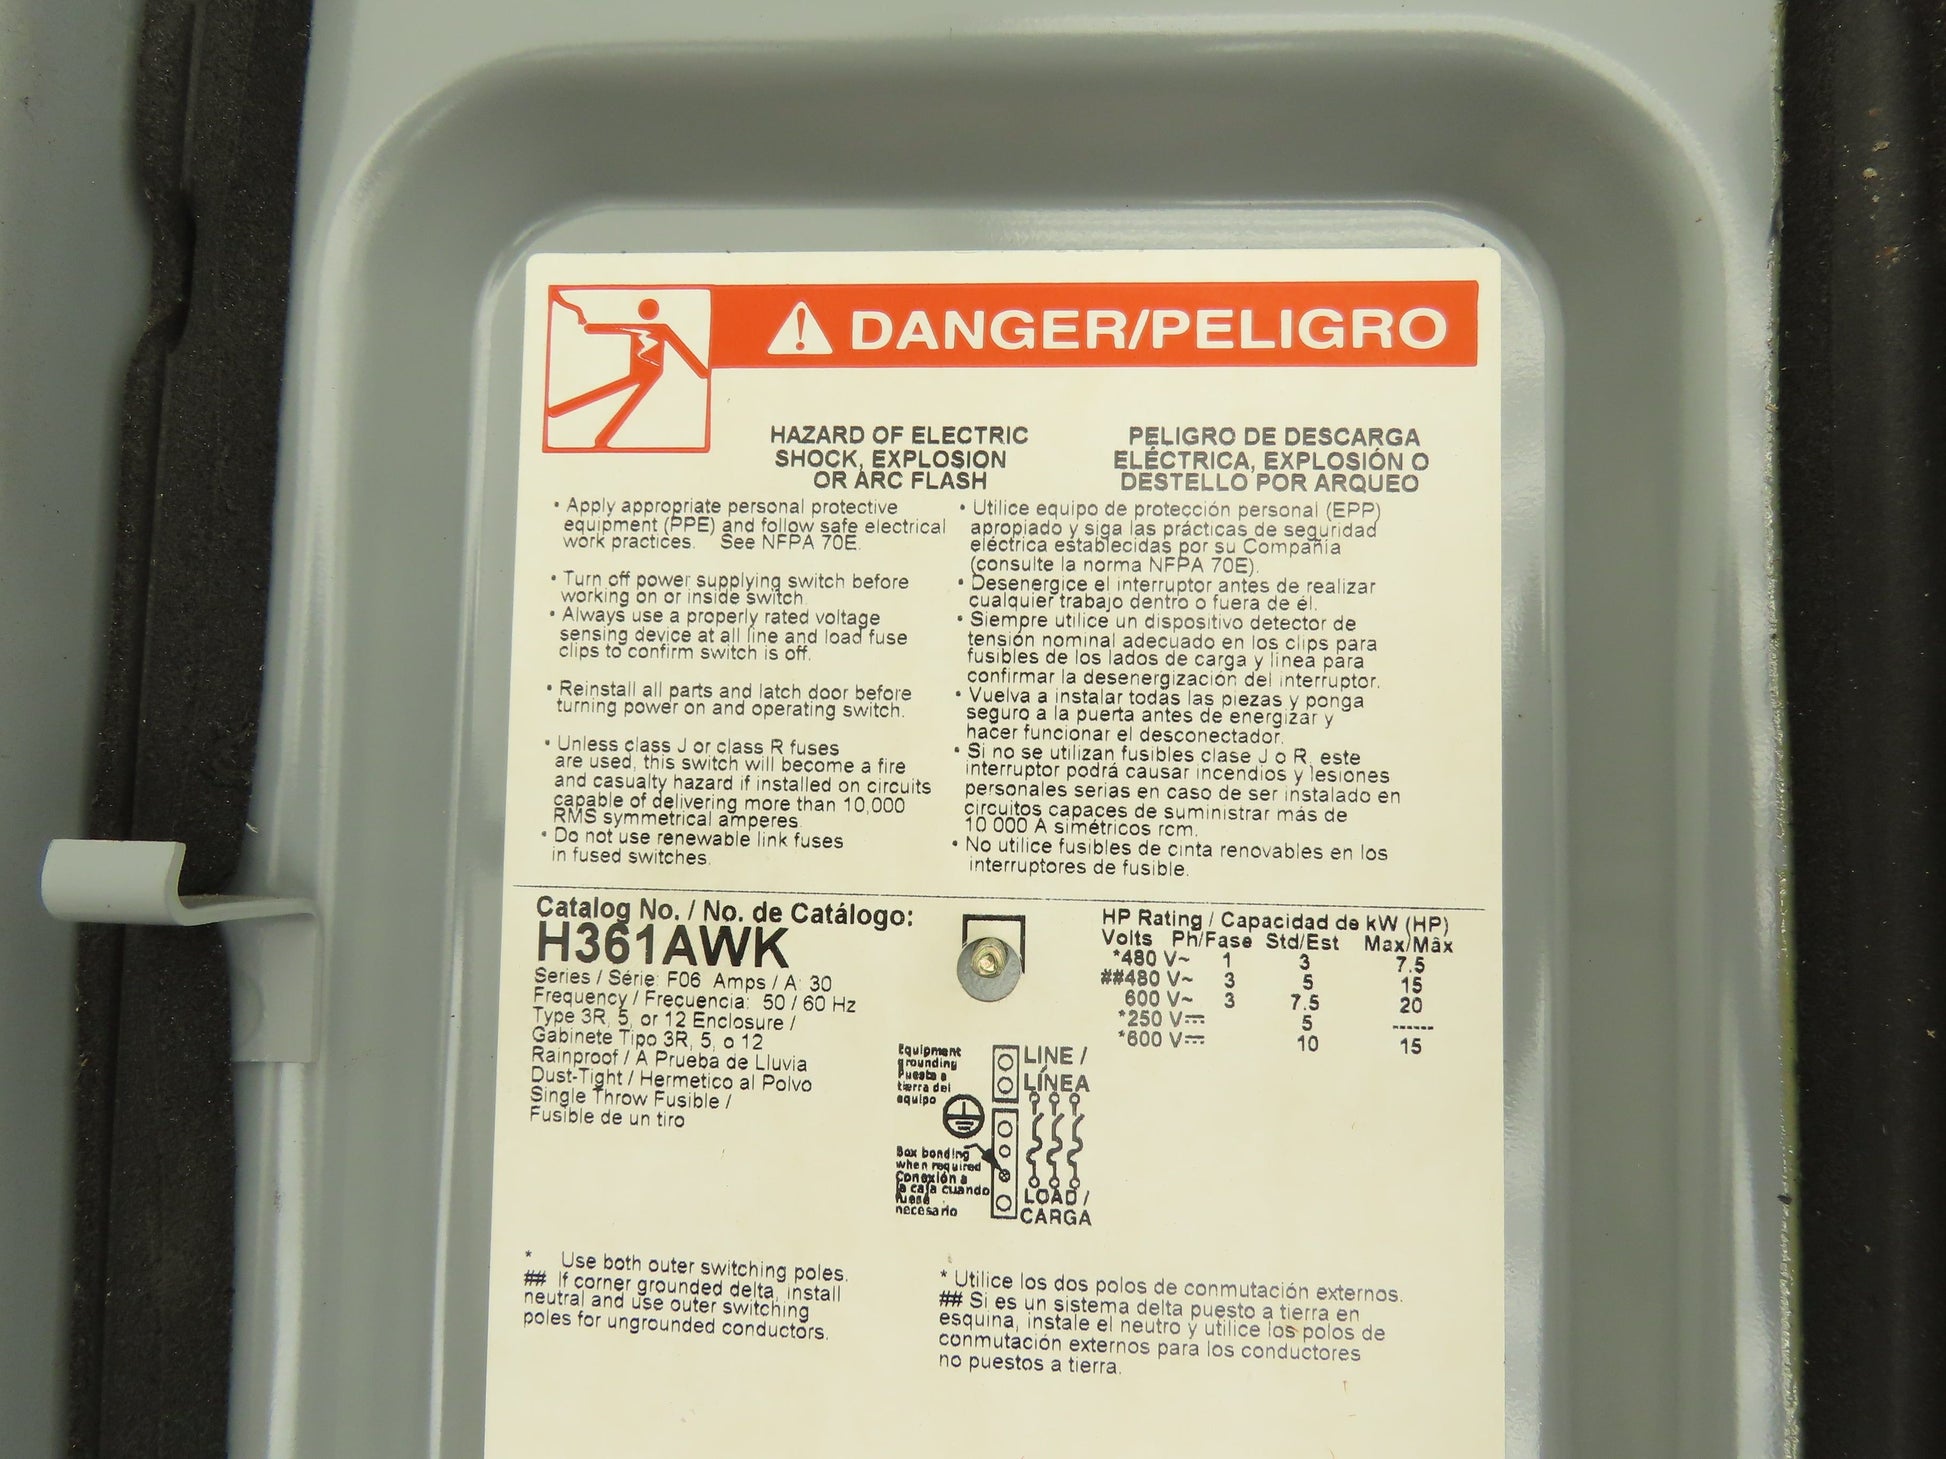 DANGER/PELIGRO
HAZARD OF ELECTRIC
SHOCK, EXPLOSION
OR ARC FLASH
• Apply appropriate personal protective
equipment (PPE) and follow safe electrical
work practices. See NFPA 70E.
• Turn off power supplying switch before
working on or inside switch.
• Always use a properly rated voltage
sensing device at all line and load fuse
clips to confirm switch is off.
• Reinstall all parts and latch door before
turning power on and operating switch.
• Unless class J or class R fuses
are used, this switch will become a fire
and casualty hazard if installed on circuits
capable of delivering more than 10,000
RMS symmetrical amperes.
• Do not use renewable link fuses
in fused switches.
PELIGRO DE DESCARGA
ELÉCTRICA, EXPLOSIÓN O
DESTELLO POR ARQUEO
• Utilice equipo de protección personal (EPP)
apropiado y siga las prácticas de seguridad
eléctrica establecidas por su Compañía
(consulte la norma NFPA 70E).
• Desenergice el interruptor antes de realizar
cualquier trabajo dentro o fuera de él.
• Siempre utilice un dispositivo detector de
tensión nominal adecuado en los clips para
fusibles de los lados de carga y línea para
confirmar la desenergización del interruptor.
• Vuelva a instalar todas las piezas y ponga
seguro a la puerta antes de energizar y
hacer funcionar el desconectador.
• Si no se utilizan fusibles clase J o R, este
interruptor podrá causar incendios y lesiones
personales serias en caso de ser instalado en
circuitos capaces de suministrar más de
10 000 A simétricos rcm.
• No utilice fusibles de cinta renovables en los
interruptores de fusible.
Catalog No. / No. de Catálogo:
H361AWK
Series / Série: F06 Amps / A: 30
Frequency / Frecuencia: 50 / 60 Hz
Type 3R, 5, or 12 Enclosure /
Gabinete Tipo 3R, 5, o 12
Rainproof / A Prueba de Lluvia
Dust-Tight / Hermetico al Polvo
Single Throw Fusible /
Fusible de un tiro
HP Rating / Capacidad de kW (HP)
Volts Ph/Fase Std/Est Max/Mâx
*480 V~ 1 3 7.5
##480 V~ 3 5 15
600 V~ 3 7.5 20
*250 V⎓ 5 ------
*600 V⎓ 10 15
Equipment
grounding
Puesta a
tierra del
equipo
LINE /
LÍNEA
Box bonding
when required
Conexión a
la caja cuando
fuese
necesario
LOAD /
CARGA
* Use both outer switching poles.
## If corner grounded delta, install
neutral and use outer switching
poles for ungrounded conductors.
* Utilice los dos polos de conmutación externos.
## Si es un sistema delta puesto a tierra en
esquina, instale el neutro y utilice los polos de
conmutación externos para los conductores
no puestos a tierra.